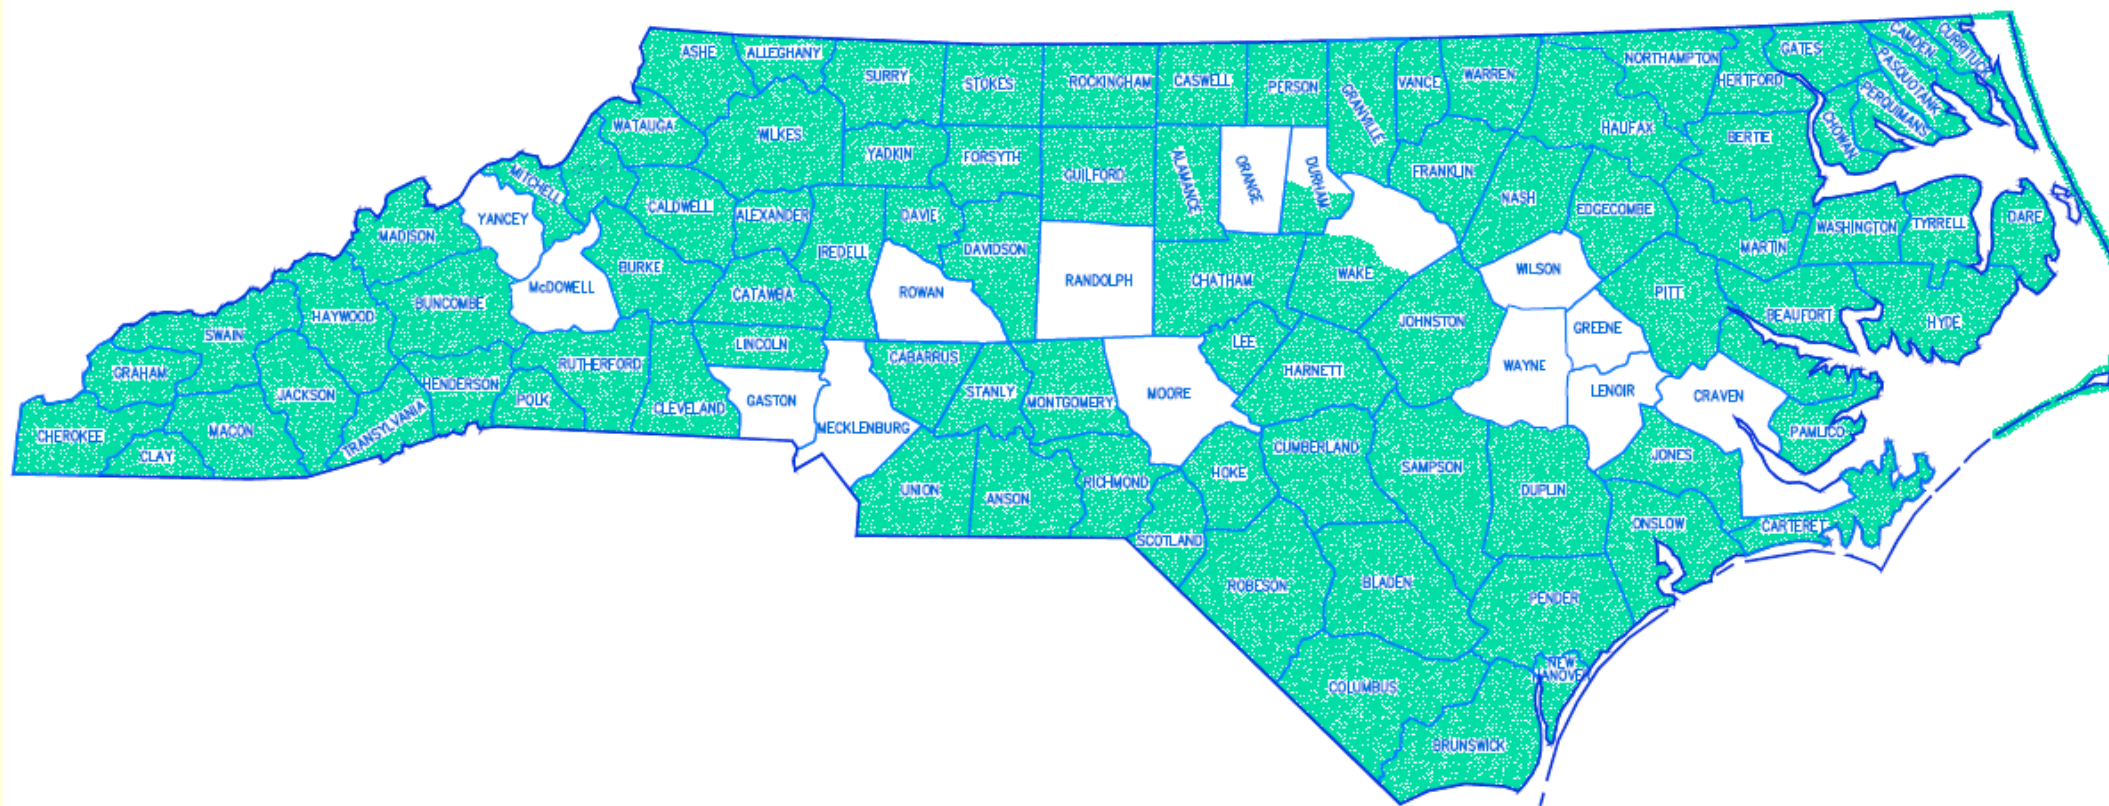 ASHE
ALLEGHANY
SURRY
STOKES
ROCKINGHAM
CASWELL
PERSON
GRANVILLE
VANCE
WARREN
NORTHAMPTON
HERTFORD
GATES
CAMDEN
CURRITUCK
PASQUOTANK
PERQUIMANS
CHOWAN
WATAUGA
WILKES
YADKIN
FORSYTH
GUILFORD
ALAMANCE
ORANGE
DURHAM
FRANKLIN
NASH
HALIFAX
BERTIE
MITCHELL
YANCEY
CALDWELL
ALEXANDER
IREDELL
DAVIE
DAVIDSON
EDGECOMBE
MARTIN
WASHINGTON
TYRRELL
DARE
MADISON
BUNCOMBE
McDOWELL
BURKE
CATAWBA
ROWAN
RANDOLPH
CHATHAM
WAKE
WILSON
PITT
BEAUFORT
HYDE
SWAIN
HAYWOOD
GRAHAM
JACKSON
HENDERSON
RUTHERFORD
POLK
CLEVELAND
LINCOLN
GASTON
MECKLENBURG
CABARRUS
STANLY
MONTGOMERY
MOORE
LEE
HARNETT
JOHNSTON
WAYNE
GREENE
LENOIR
CRAVEN
PAMLICO
CHEROKEE
CLAY
MACON
TRANSYLVANIA
UNION
ANSON
RICHMOND
HOKE
CUMBERLAND
SAMPSON
DUPLIN
JONES
ONSLOW
CARTERET
SCOTLAND
ROBESON
BLADEN
PENDER
NEW
HANOVER
COLUMBUS
BRUNSWICK